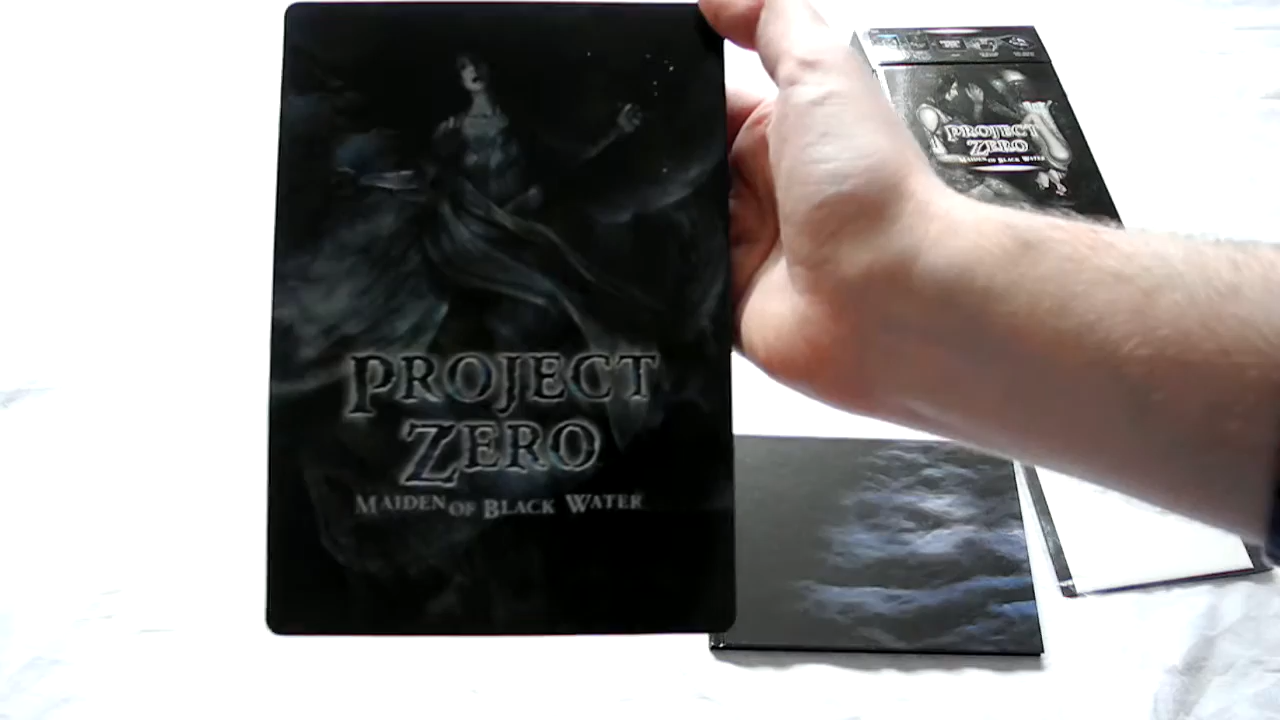 PROJECT
ZERO
MAIDEN OF BLACK WATER
PROJECT
ZERO
MAIDEN OF BLACK WATER